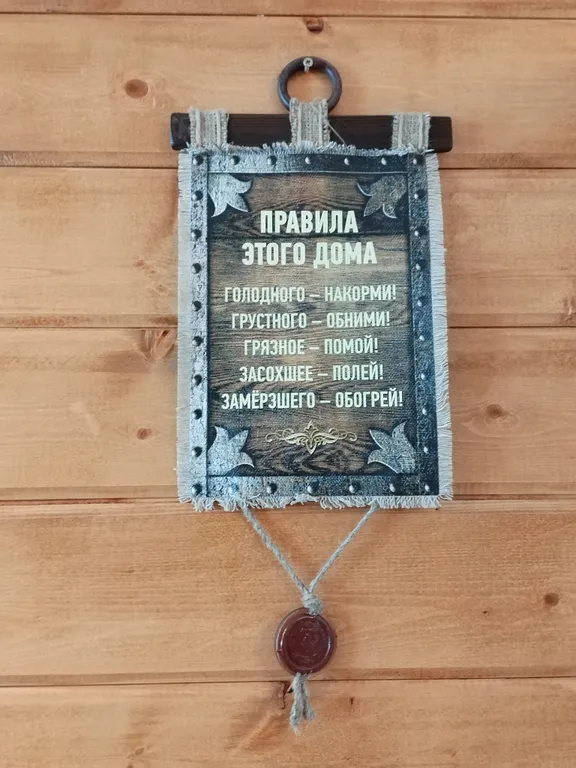 ПРАВИЛА
ЭТОГО ДОМА
ГОЛОДНОГО – НАКОРМИ!
ГРУСТНОГО – ОБНИМИ!
ГРЯЗНОЕ – ПОМОЙ!
ЗАСОХШЕЕ – ПОЛЕЙ!
ЗАМЁРЗШЕГО – ОБОГРЕЙ!